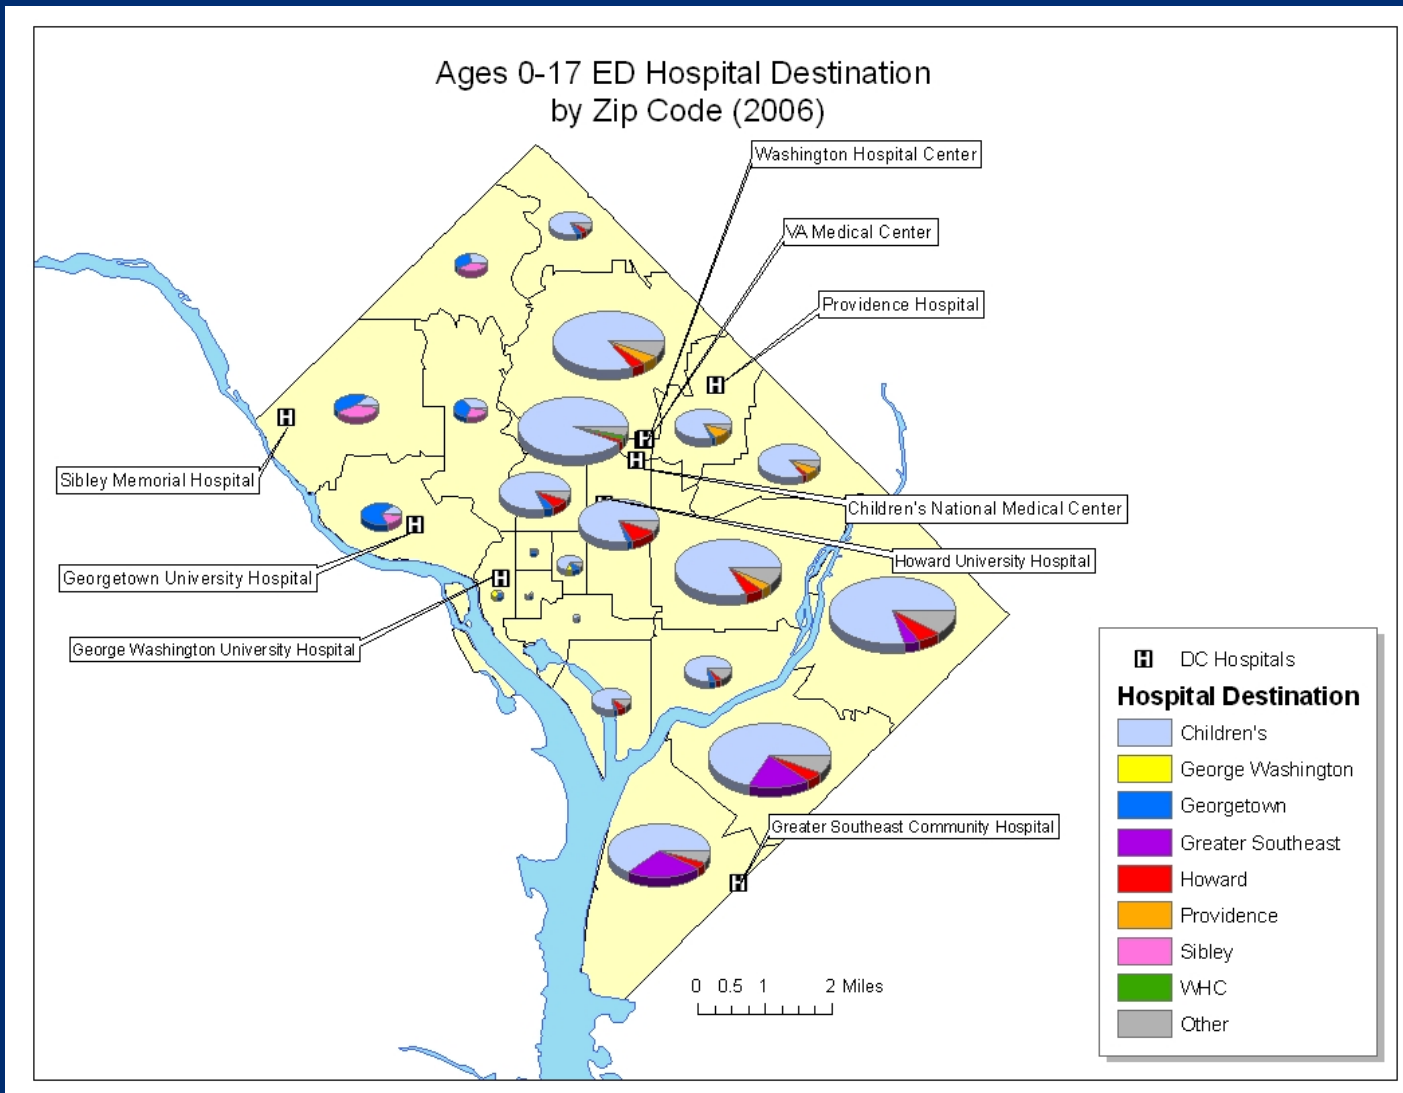 Ages 0-17 ED Hospital Destination
by Zip Code (2006)
Washington Hospital Center
VA Medical Center
Providence Hospital
H
H
H
H
Sibley Memorial Hospital
Children's National Medical Center
H
Howard University Hospital
Georgetown University Hospital
H
George Washington University Hospital
Greater Southeast Community Hospital
H
H DC Hospitals
Hospital Destination
Children's
George Washington
Georgetown
Greater Southeast
Howard
Providence
Sibley
WHC
Other
0 0.5 1 2 Miles